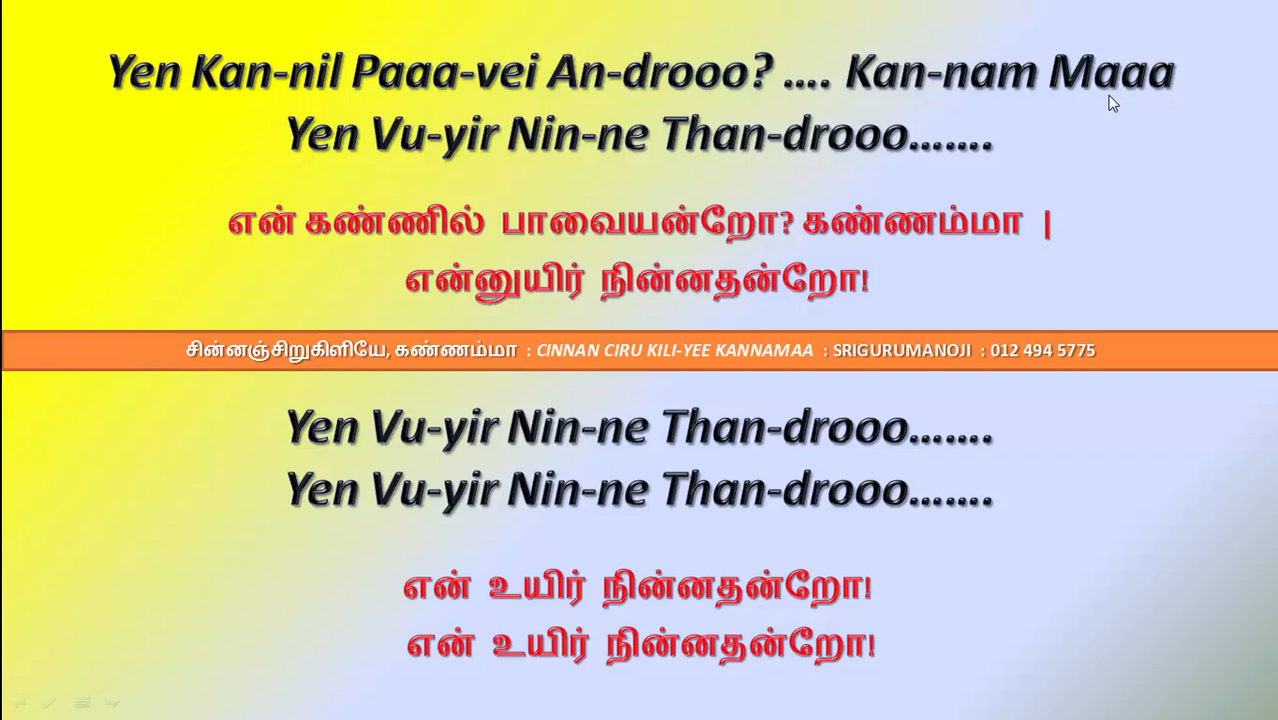 Yen Kan-nil Paaa-vei An-drooo? .... Kan-nam Maaa
Yen Vu-yir Nin-ne Than-drooo.......
என் கண்ணில் பாவையன்றோ? கண்ணம்மா |
என்னுயிர் நின்னதன்றோ!
சின்னஞ்சிறுகிளியே, கண்ணம்மா : CINNAN CIRU KILI-YEE KANNAMAA : SRIGURUMANOJI : 012 494 5775
Yen Vu-yir Nin-ne Than-drooo.......
Yen Vu-yir Nin-ne Than-drooo.......
என் உயிர் நின்னதன்றோ!
என் உயிர் நின்னதன்றோ!